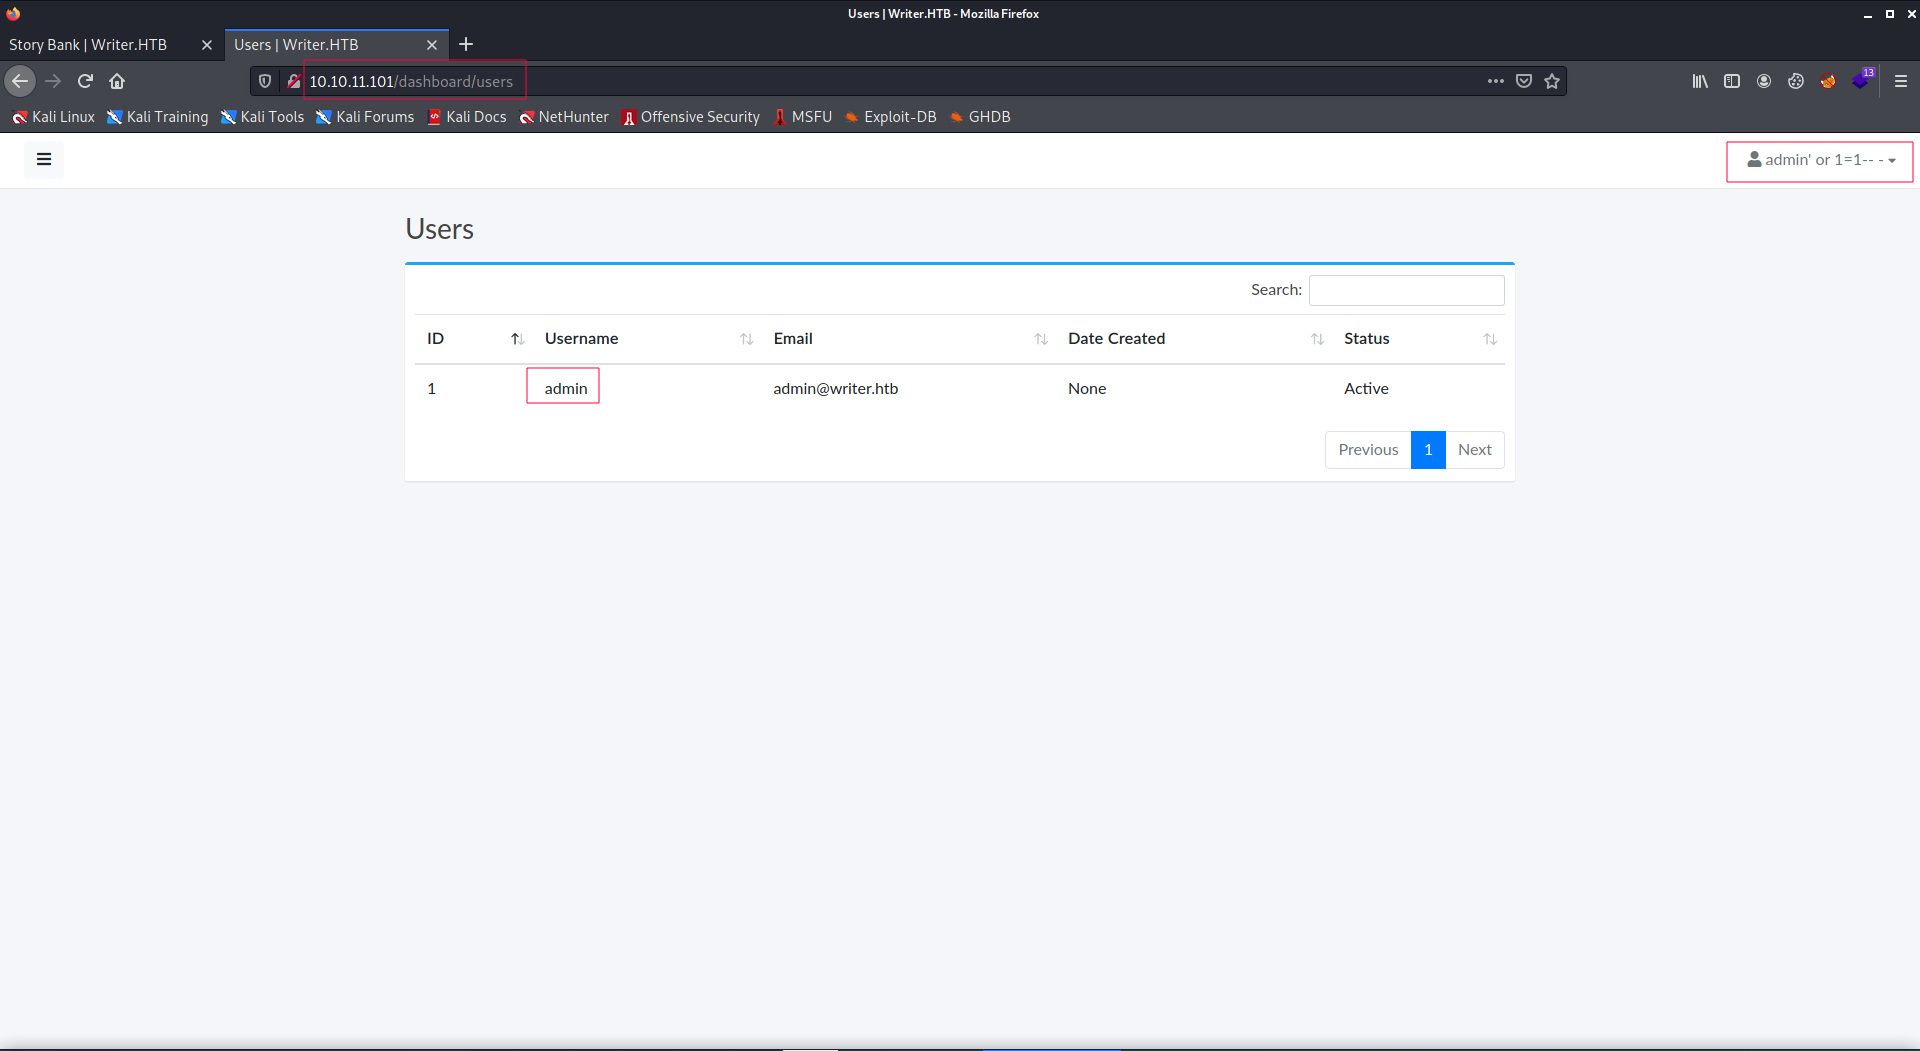 Users | Writer.HTB - Mozilla Firefox
Story Bank | Writer.HTB
Users | Writer.HTB
10.10.11.101/dashboard/users
13
Kali Linux Kali Training Kali Tools Kali Forums Kali Docs NetHunter Offensive Security MSFU Exploit-DB GHDB
admin' or 1=1-- -
Users
Search:
ID Username Email Date Created Status
1 admin admin@writer.htb None Active
Previous 1 Next